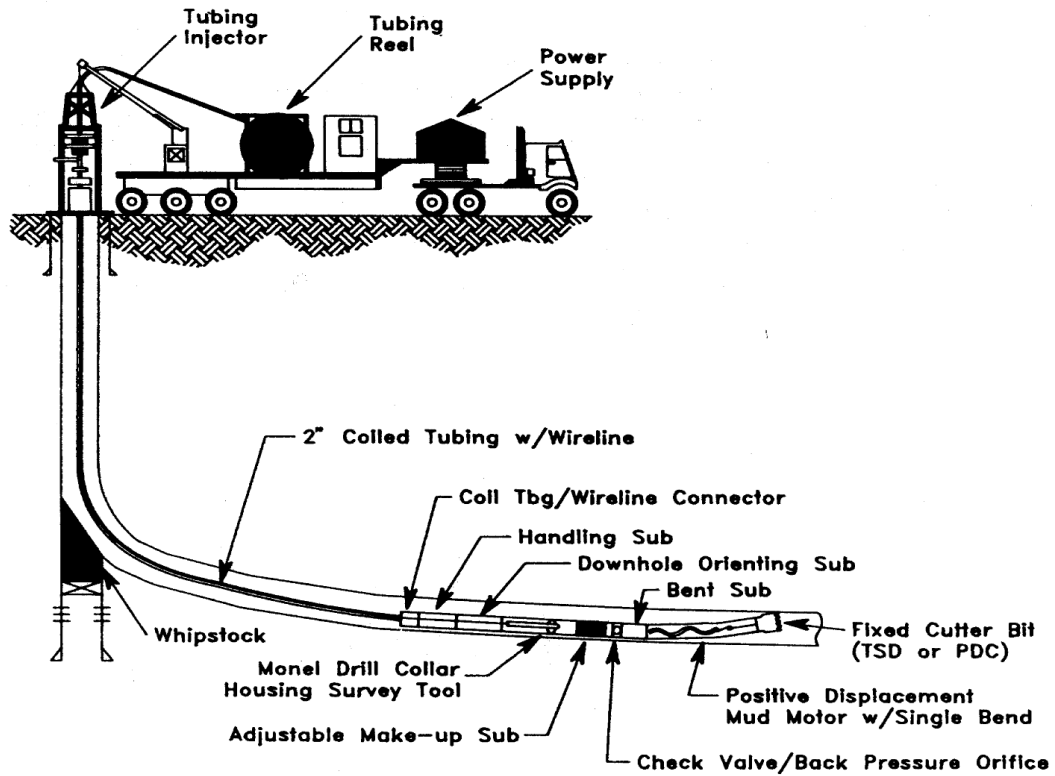 Tubing
Injector
Tubing
Reel
Power
Supply
2" Coiled Tubing w/Wireline
Coil Tbg/Wireline Connector
Handling Sub
Downhole Orienting Sub
Bent Sub
Whipstock
Monel Drill Collar
Housing Survey Tool
Adjustable Make-up Sub
Fixed Cutter Bit
(TSD or PDC)
Positive Displacement
Mud Motor w/Single Bend
Check Valve/Back Pressure Orifice